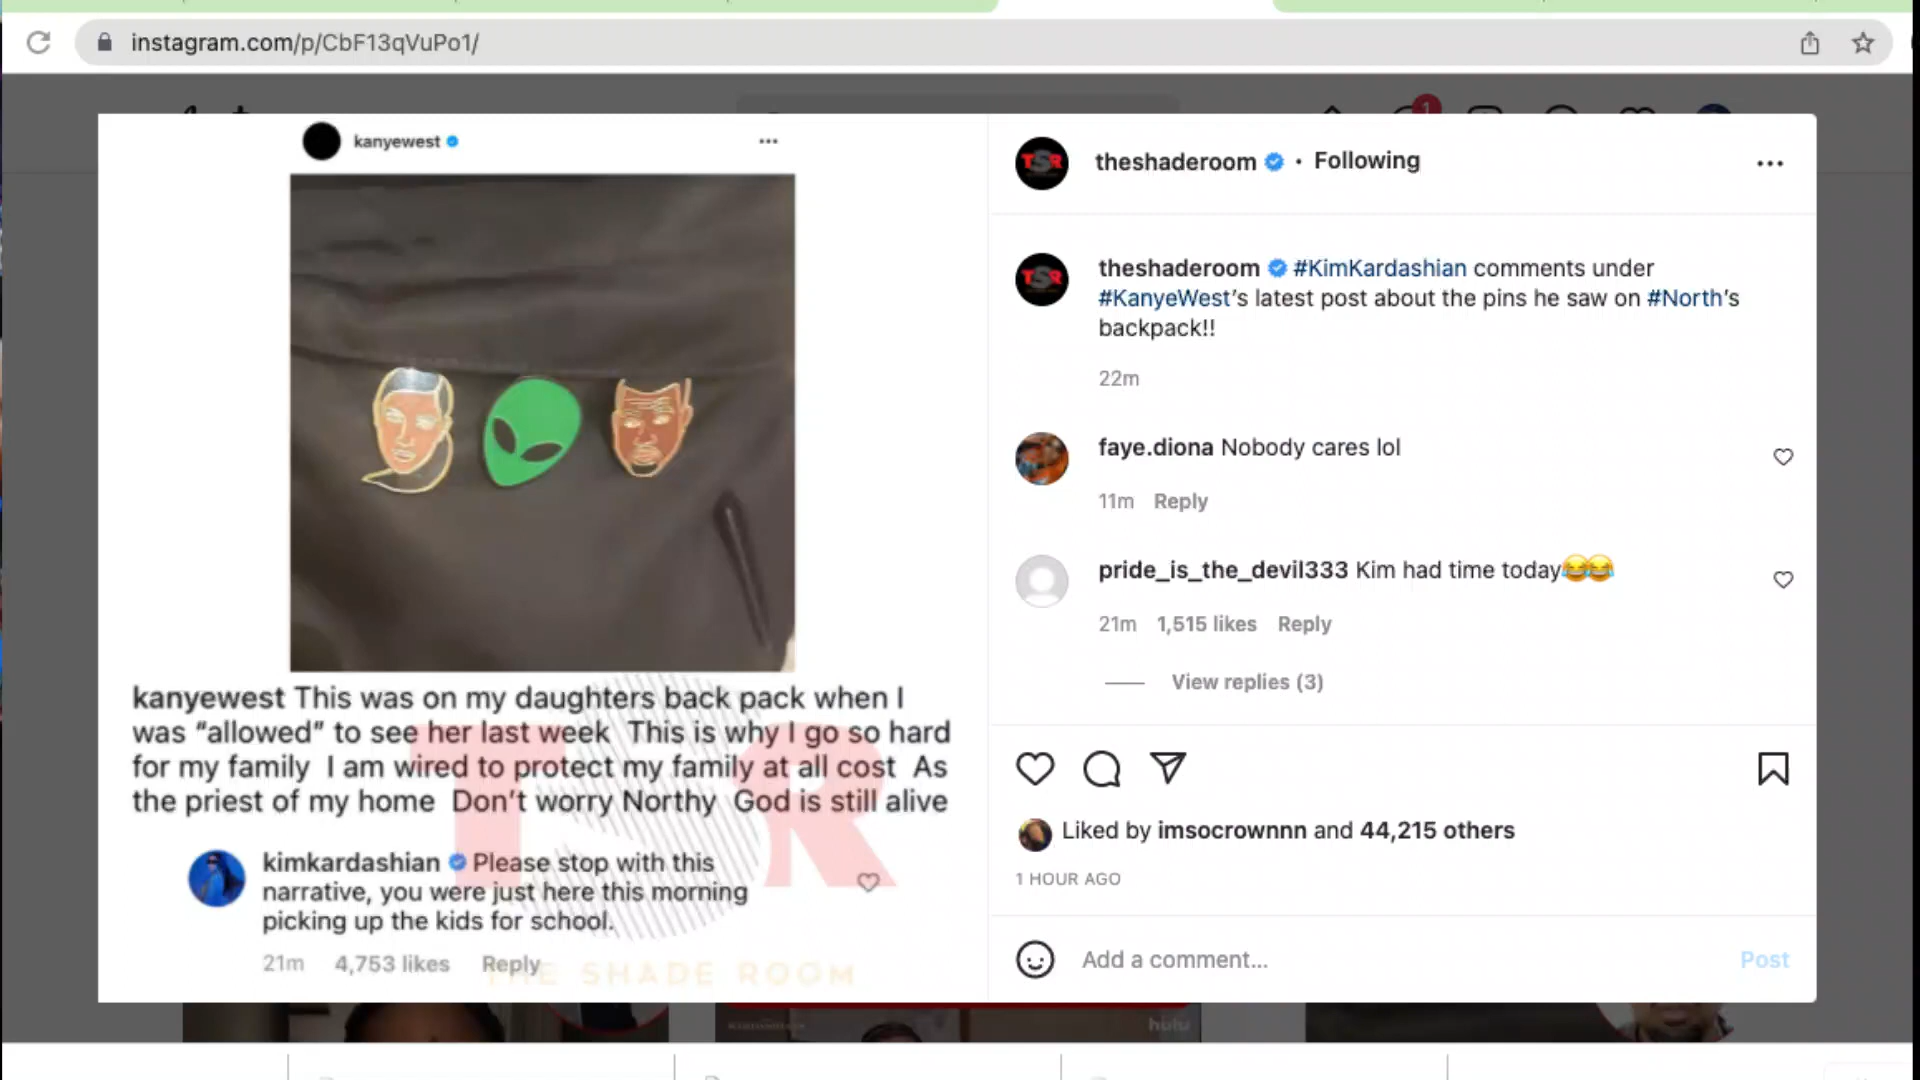 instagram.com/p/CbF13qVuPo1/
1
kanyewest
kanyewest This was on my daughters back pack when I
was “allowed” to see her last week This is why I go so hard
for my family I am wired to protect my family at all cost As
the priest of my home Don’t worry Northy God is still alive
kimkardashian Please stop with this
narrative, you were just here this morning
picking up the kids for school.
21m 4,753 likes Reply
TSR
THE SHADE ROOM
TSR
theshaderoom • Following
TSR
theshaderoom #KimKardashian comments under
#KanyeWest’s latest post about the pins he saw on #North’s
backpack!!
22m
faye.diona Nobody cares lol
11m Reply
pride_is_the_devil333 Kim had time today😂😂
21m 1,515 likes Reply
View replies (3)
Liked by imsocrownnn and 44,215 others
1 HOUR AGO
Add a comment...
Post
hulu